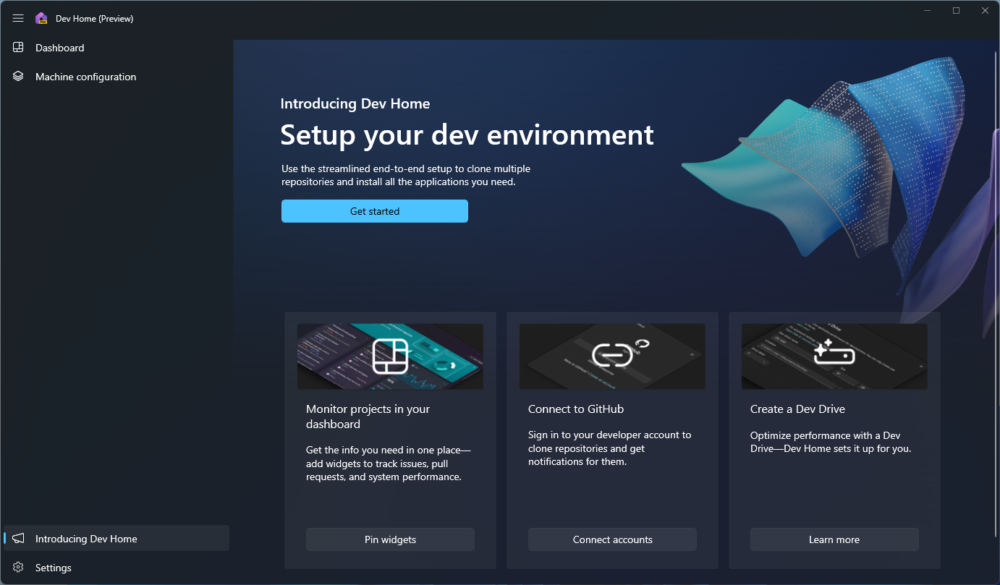 Dev Home (Preview)
Dashboard
Machine configuration
Introducing Dev Home
Setup your dev environment
Use the streamlined end-to-end setup to clone multiple
repositories and install all the applications you need.
Get started
Monitor projects in your
dashboard
Get the info you need in one place—
add widgets to track issues, pull
requests, and system performance.
Pin widgets
Connect to GitHub
Sign in to your developer account to
clone repositories and get
notifications for them.
Connect accounts
Create a Dev Drive
Optimize performance with a Dev
Drive—Dev Home sets it up for you.
Learn more
Introducing Dev Home
Settings